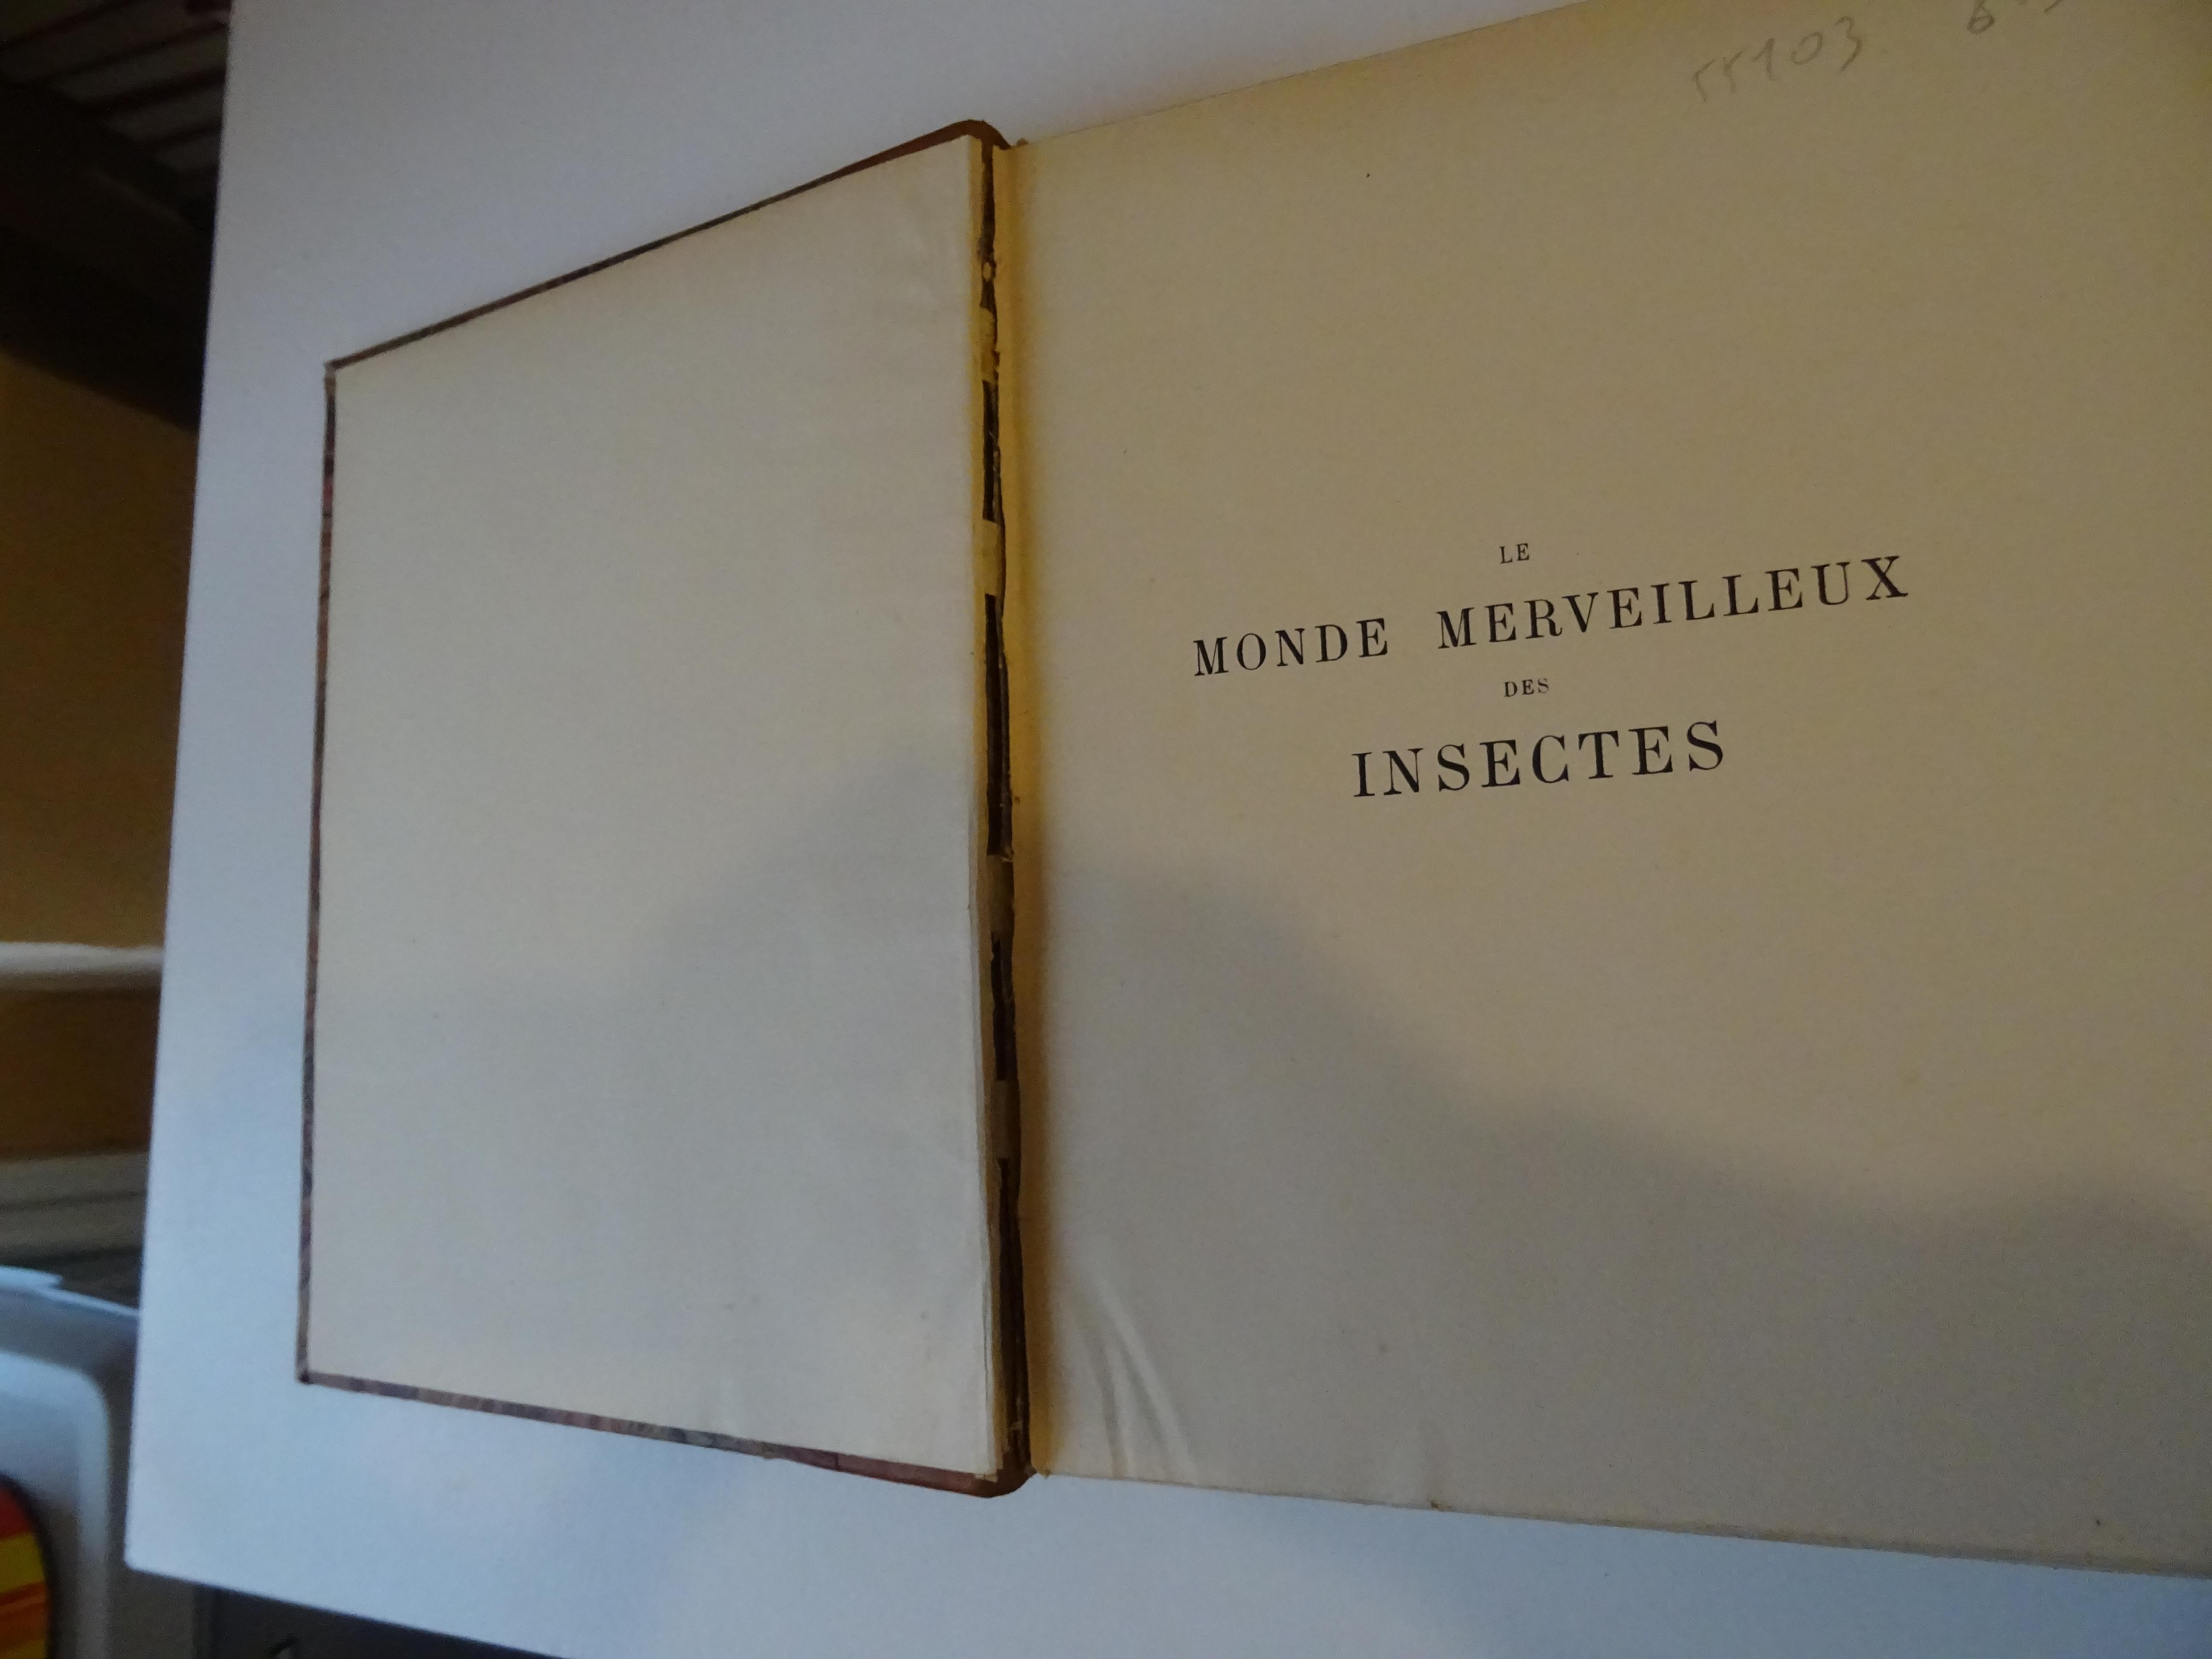 LE
MONDE MERVEILLEUX
DES
INSECTES